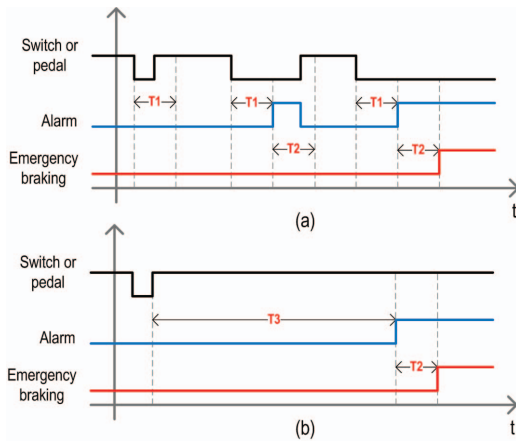 Switch or
pedal
T1
T1
T1
Alarm
T2
T2
Emergency
braking
t
(a)
Switch or
pedal
T3
Alarm
T2
Emergency
braking
t
(b)